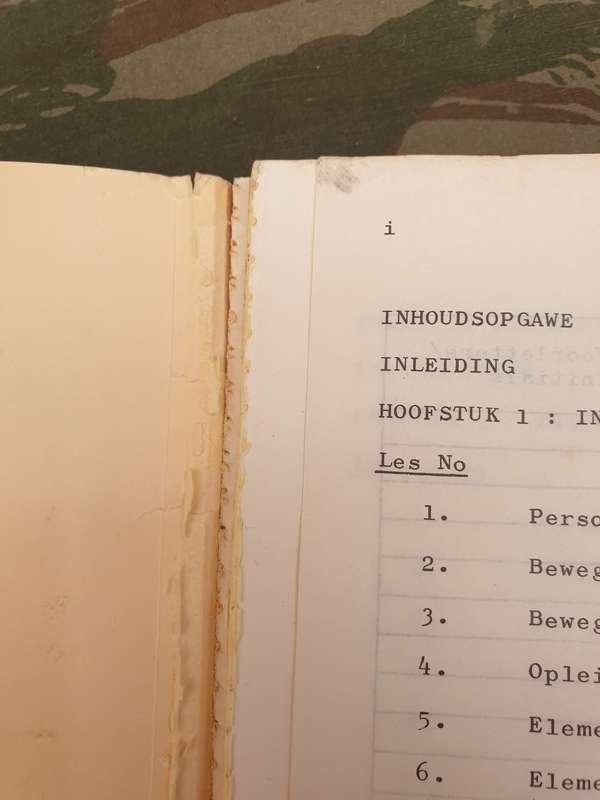 i
INHOUDSOPGAWE
INLEIDING
HOOFSTUK 1 : IN
Les No
1. Perso
2. Beweg
3. Beweg
4. Oplei
5. Eleme
6. Eleme